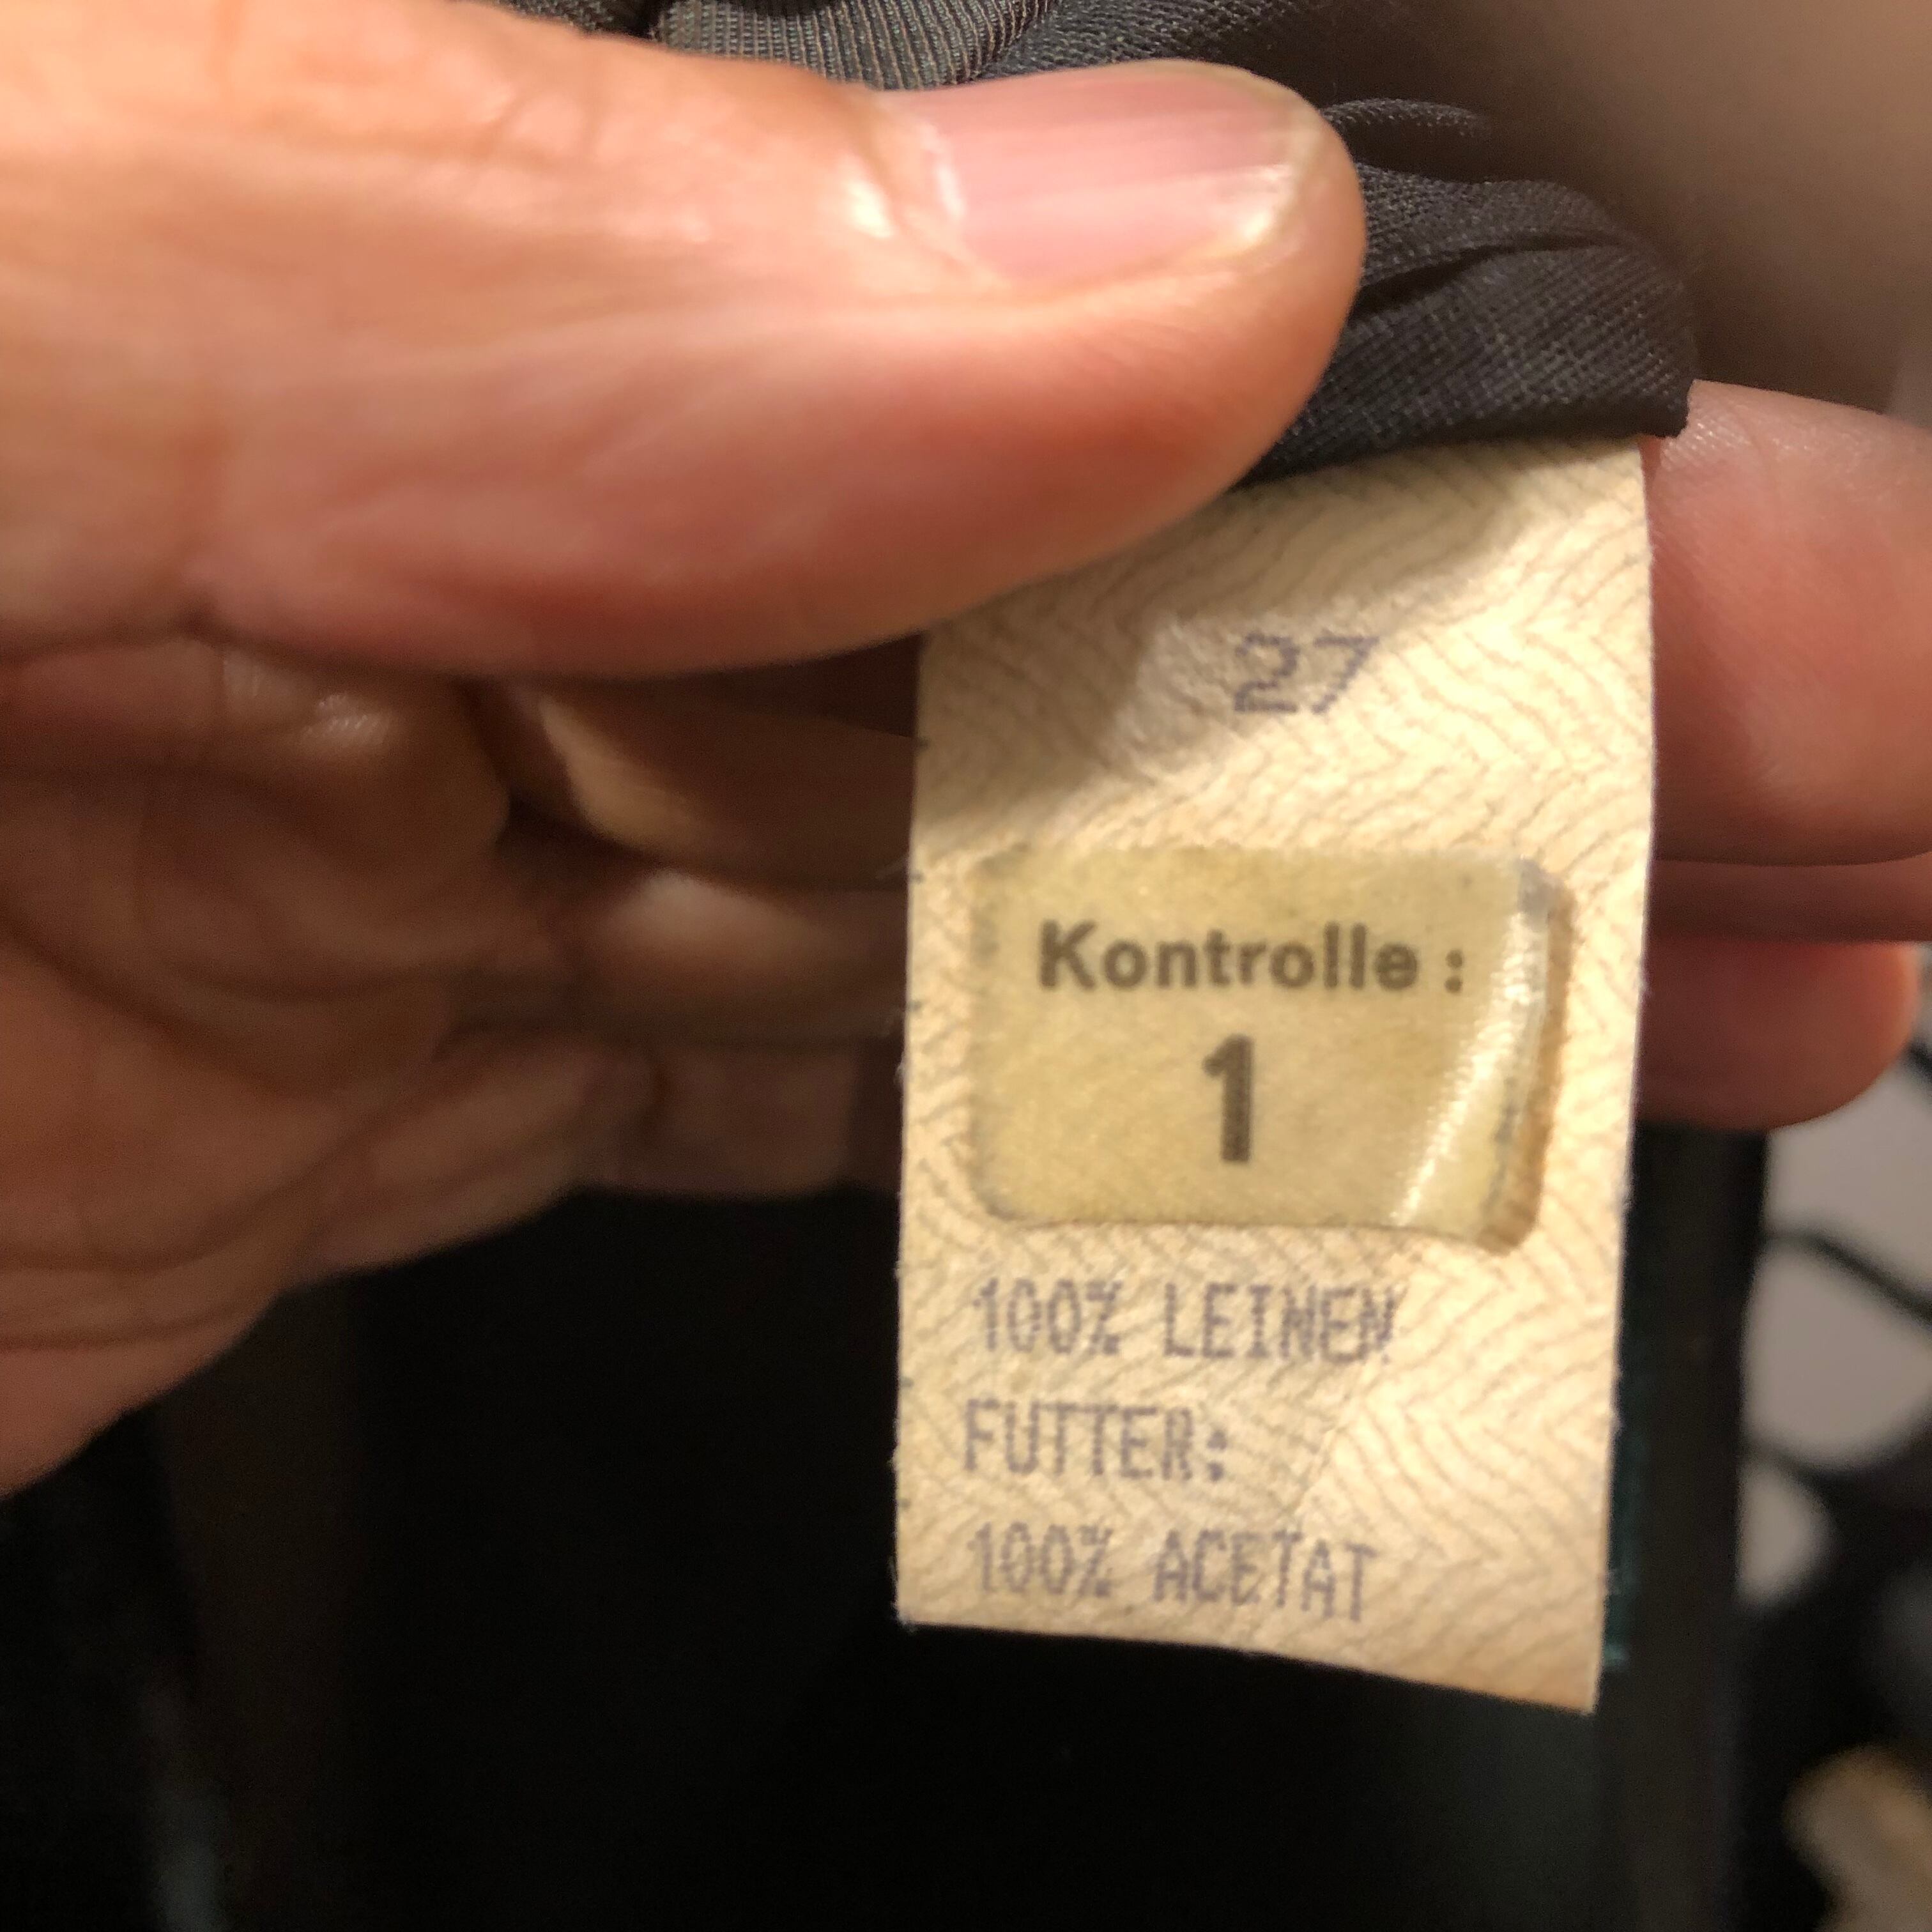 27
Kontrolle :
1
100% LEINEN
FUTTER:
100% ACETAT